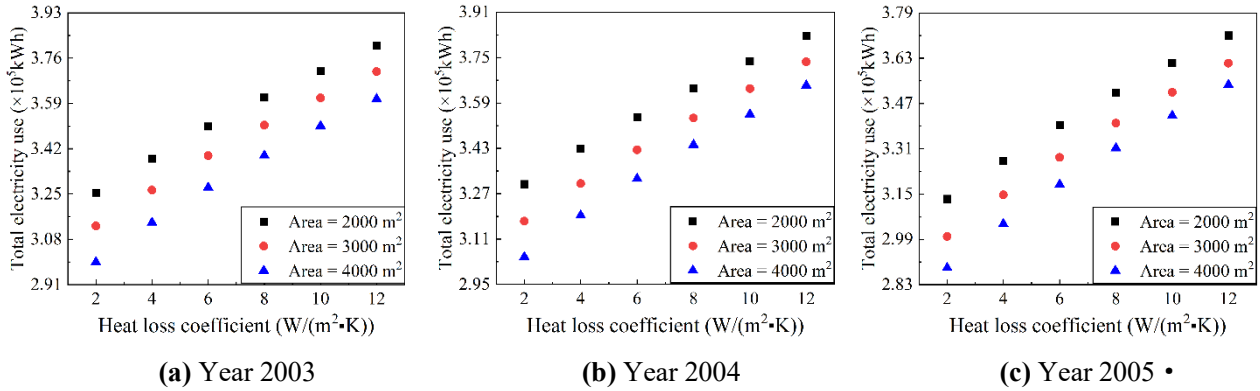 3.93
3.76
3.59
3.42
3.25
3.08
2.91
Total electricity use (×10⁵kWh)
Area = 2000 m²
Area = 3000 m²
Area = 4000 m²
2 4 6 8 10 12
Heat loss coefficient (W/(m²▪K))
(a) Year 2003
3.91
3.75
3.59
3.43
3.27
3.11
2.95
Total electricity use (×10⁵kWh)
Area = 2000 m²
Area = 3000 m²
Area = 4000 m²
2 4 6 8 10 12
Heat loss coefficient (W/(m²▪K))
(b) Year 2004
3.79
3.63
3.47
3.31
3.15
2.99
2.83
Total electricity use (×10⁵kWh)
Area = 2000 m²
Area = 3000 m²
Area = 4000 m²
2 4 6 8 10 12
Heat loss coefficient (W/(m²▪K))
(c) Year 2005 •